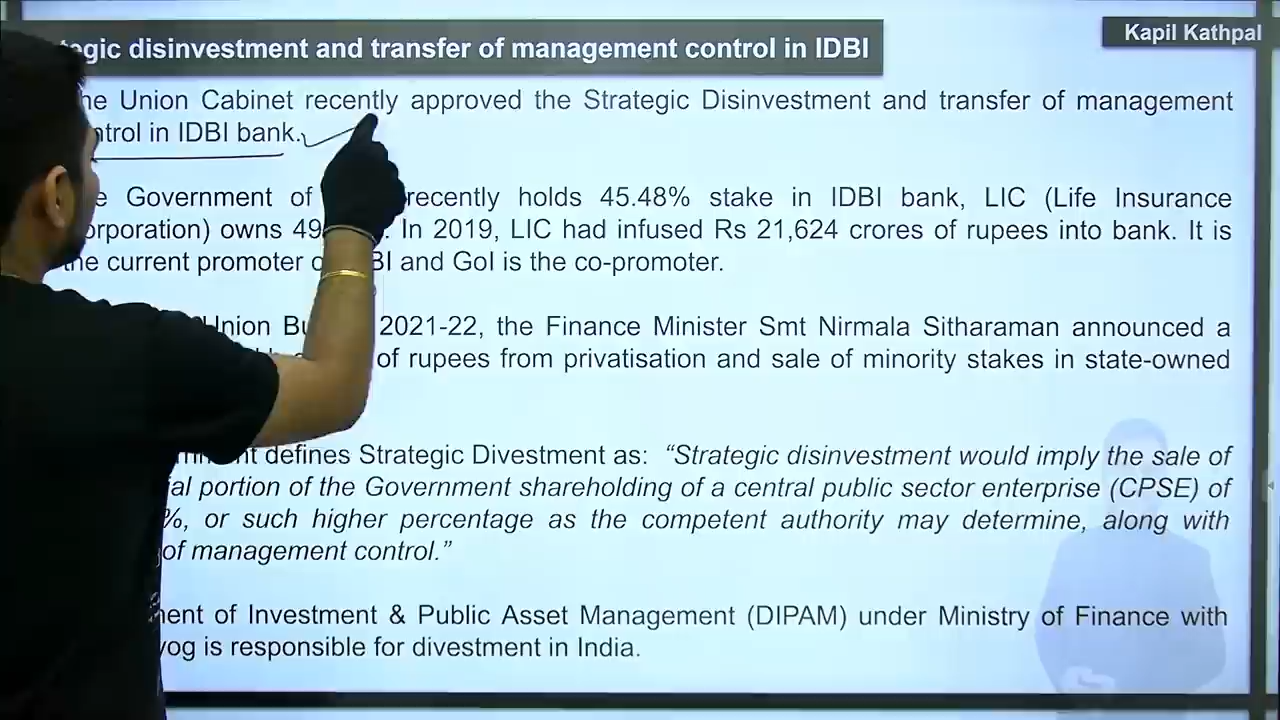 tegic disinvestment and transfer of management control in IDBI
Kapil Kathpal
he Union Cabinet recently approved the Strategic Disinvestment and transfer of management
ntrol in IDBI bank.
e Government of recently holds 45.48% stake in IDBI bank, LIC (Life Insurance
orporation) owns 49. In 2019, LIC had infused Rs 21,624 crores of rupees into bank. It is
the current promoter o BI and GoI is the co-promoter.
Union Bu 2021-22, the Finance Minister Smt Nirmala Sitharaman announced a
of rupees from privatisation and sale of minority stakes in state-owned
nt defines Strategic Divestment as: “Strategic disinvestment would imply the sale of
ial portion of the Government shareholding of a central public sector enterprise (CPSE) of
%, or such higher percentage as the competent authority may determine, along with
of management control.”
ment of Investment & Public Asset Management (DIPAM) under Ministry of Finance with
yog is responsible for divestment in India.